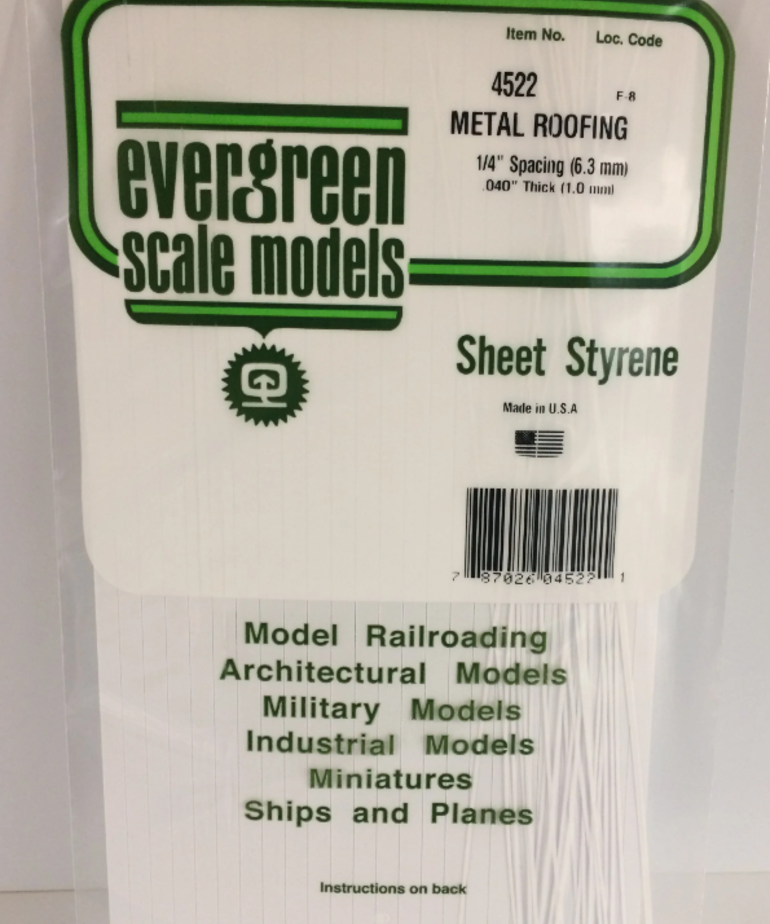 Item No. Loc. Code
4522 F-8
METAL ROOFING
1/4" Spacing (6.3 mm)
.040" Thick (1.0 mm)
evergreen
scale models
Sheet Styrene
Made in U.S.A
7 87026 04522 1
Model Railroading
Architectural Models
Military Models
Industrial Models
Miniatures
Ships and Planes
Instructions on back